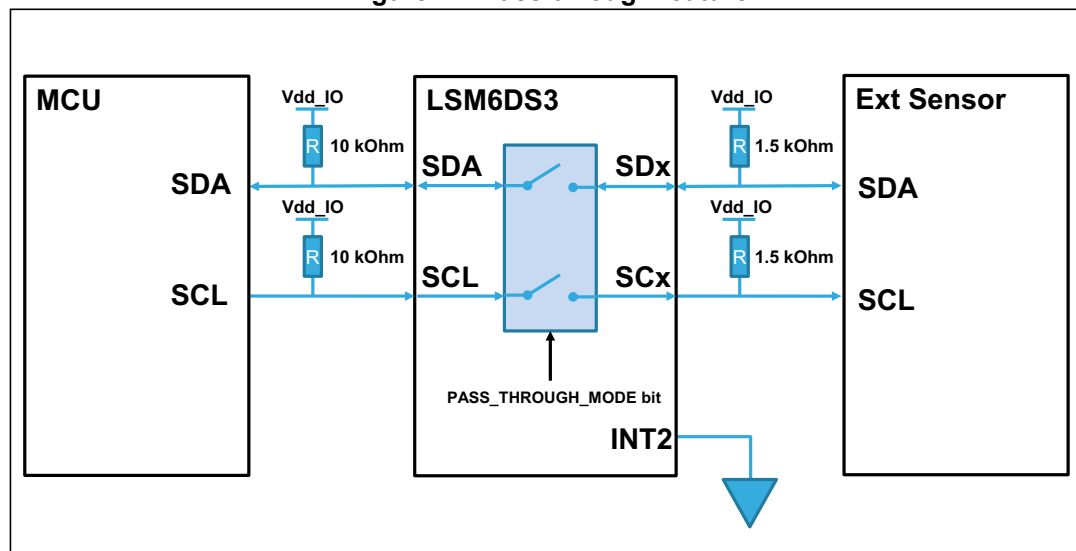 MCU
LSM6DS3
Ext Sensor
Vdd_IO
Vdd_IO
R
10 kOhm
R
1.5 kOhm
SDA
SDA
SDx
SDA
Vdd_IO
Vdd_IO
R
10 kOhm
R
1.5 kOhm
SCL
SCL
SCx
SCL
PASS_THROUGH_MODE bit
INT2